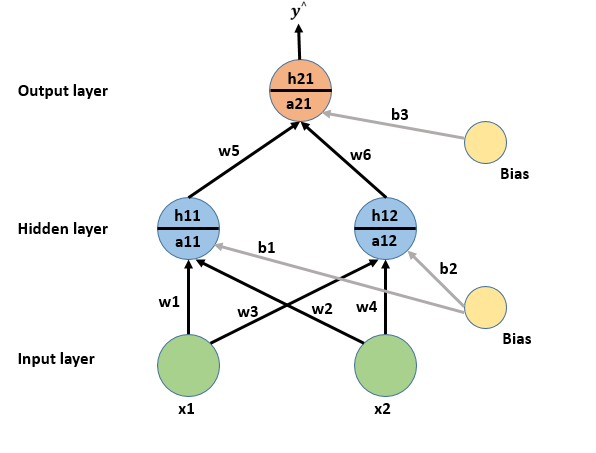 y^
h21
Output layer
a21
b3
w5
w6
Bias
h11
h12
Hidden layer
a11
a12
b1
b2
w1
w3
w2
w4
Bias
Input layer
x1
x2